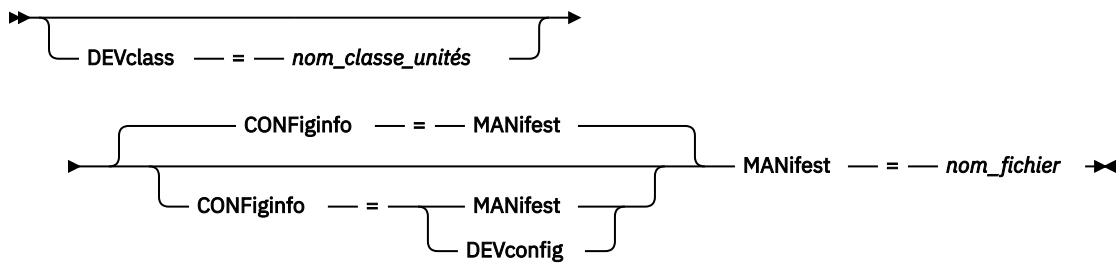 DEVclass = nom_classe_unités
CONFiginfo = MANifest
MANifest = nom_fichier
CONFiginfo = MANifest
DEVconfig